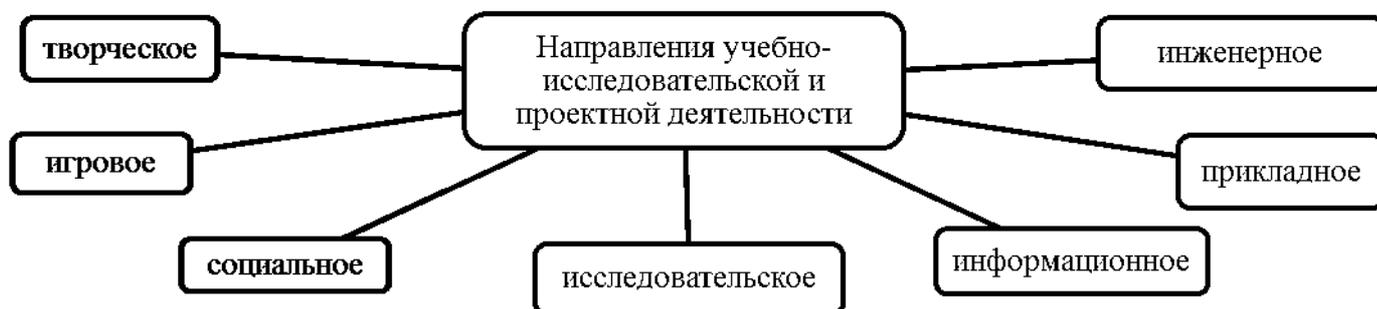 Направления учебно-
исследовательской и
проектной деятельности
творческое
игровое
социальное
исследовательское
информационное
прикладное
инженерное